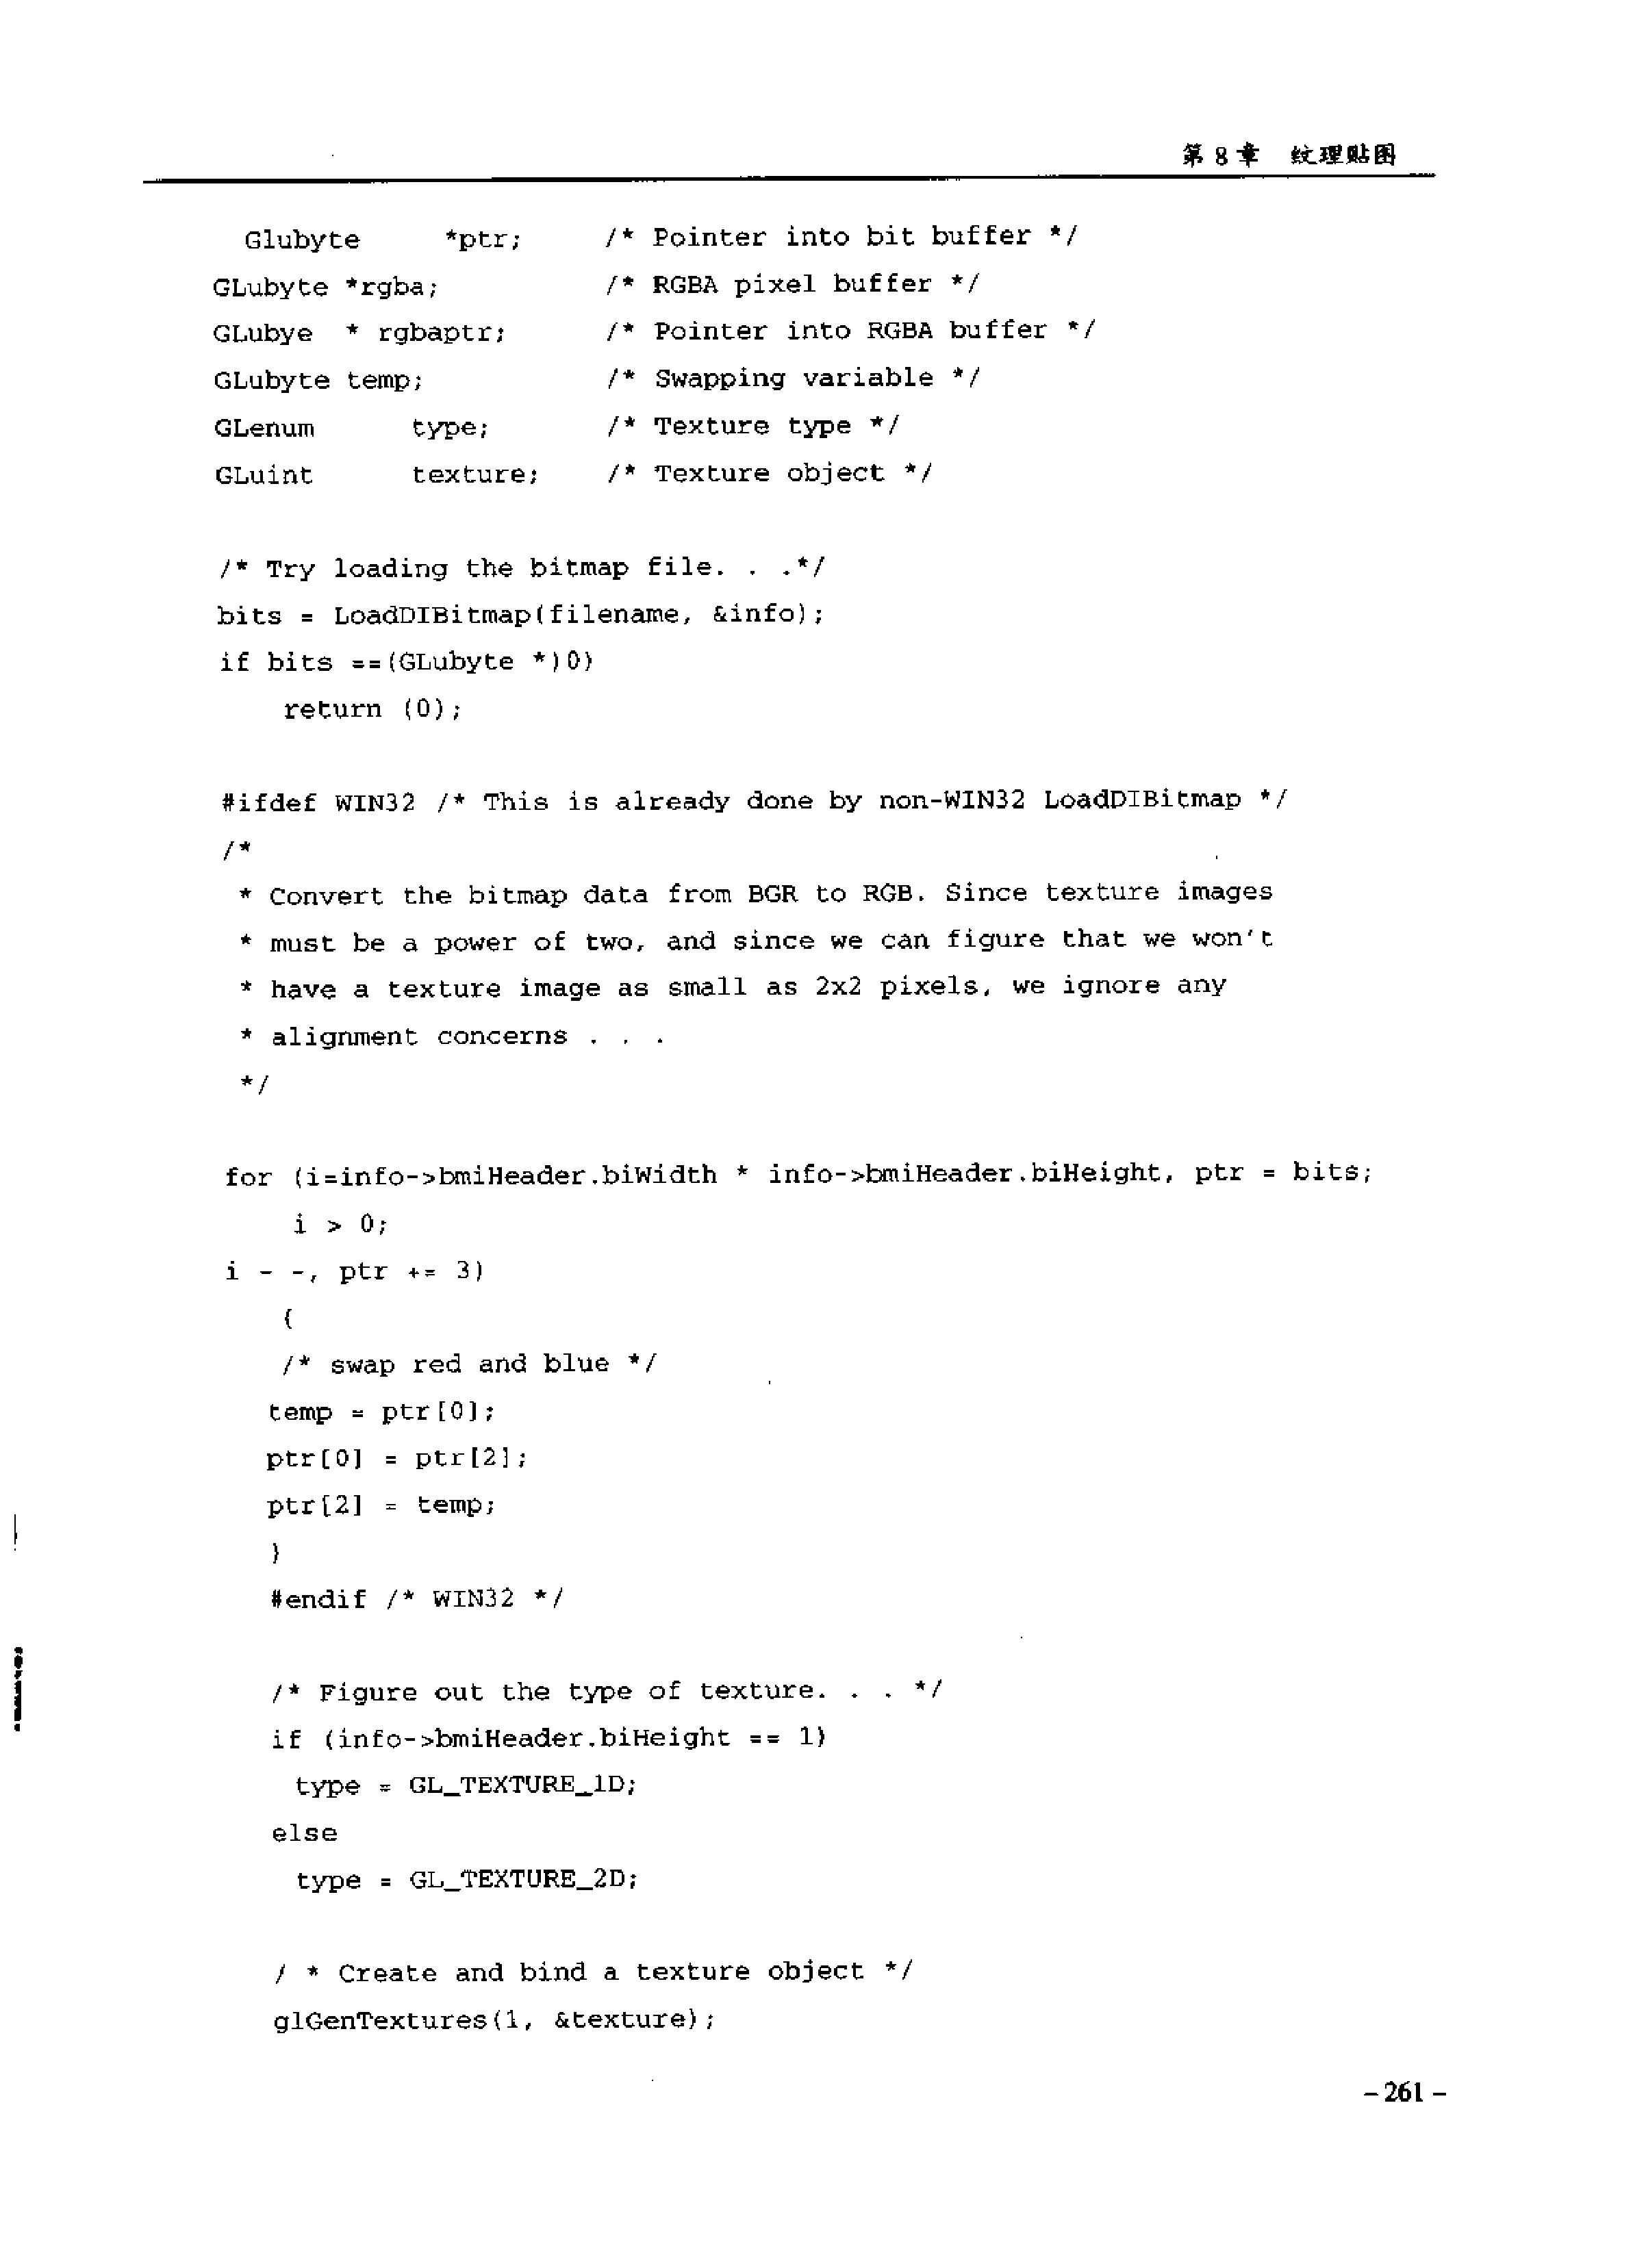 第 8 章 纹理贴图
Glubyte *ptr; /* Pointer into bit buffer */
GLubyte *rgba; /* RGBA pixel buffer */
GLubye * rgbaptr; /* Pointer into RGBA buffer */
GLubyte temp; /* Swapping variable */
GLenum type; /* Texture type */
GLuint texture; /* Texture object */
/* Try loading the bitmap file. . .*/
bits = LoadDIBitmap(filename, &info);
if bits ==(GLubyte *)0)
return (0);
#ifdef WIN32 /* This is already done by non-WIN32 LoadDIBitmap */
/*
* Convert the bitmap data from BGR to RGB. Since texture images
* must be a power of two, and since we can figure that we won't
* have a texture image as small as 2x2 pixels, we ignore any
* alignment concerns . . .
*/
for (i=info->bmiHeader.biWidth * info->bmiHeader.biHeight, ptr = bits;
i > 0;
i - -, ptr += 3)
{
/* swap red and blue */
temp = ptr[0];
ptr[0] = ptr[2];
ptr[2] = temp;
}
#endif /* WIN32 */
/* Figure out the type of texture. . . */
if (info->bmiHeader.biHeight == 1)
type = GL_TEXTURE_1D;
else
type = GL_TEXTURE_2D;
/ * Create and bind a texture object */
glGenTextures(1, &texture);
- 261 -